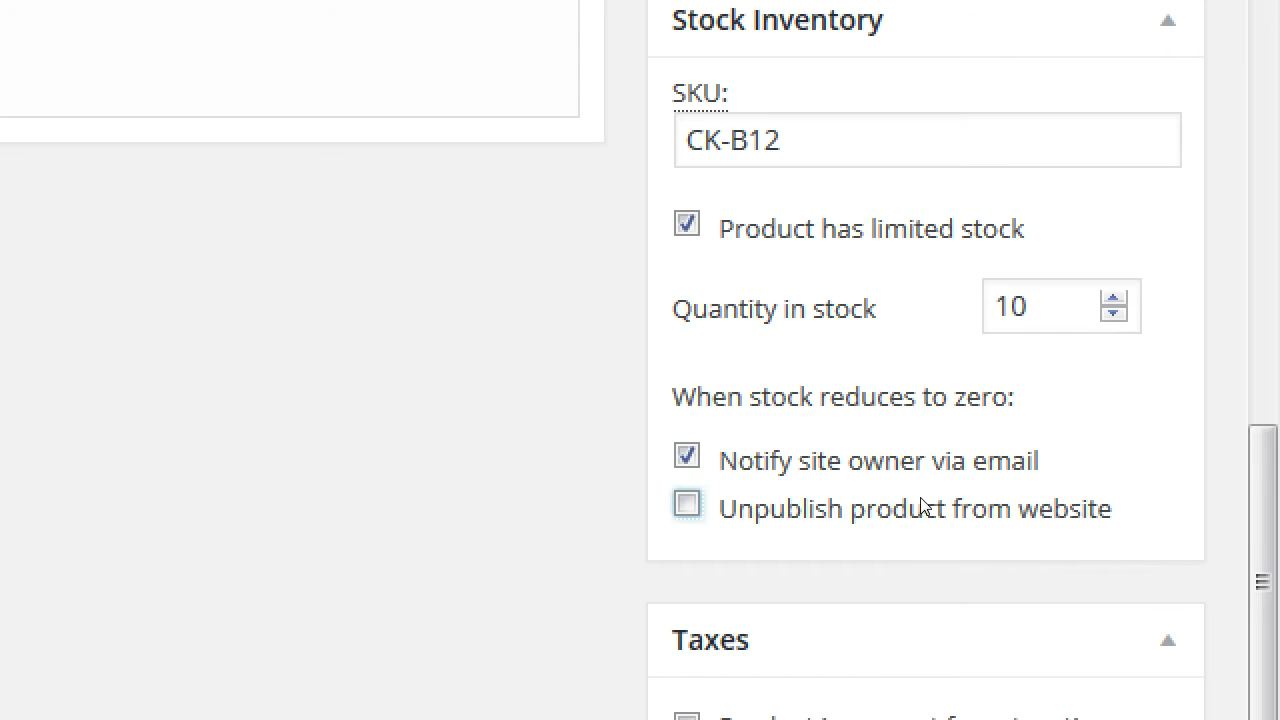 Stock Inventory
SKU:
CK-B12
Product has limited stock
Quantity in stock
10
When stock reduces to zero:
Notify site owner via email
Unpublish product from website
Taxes